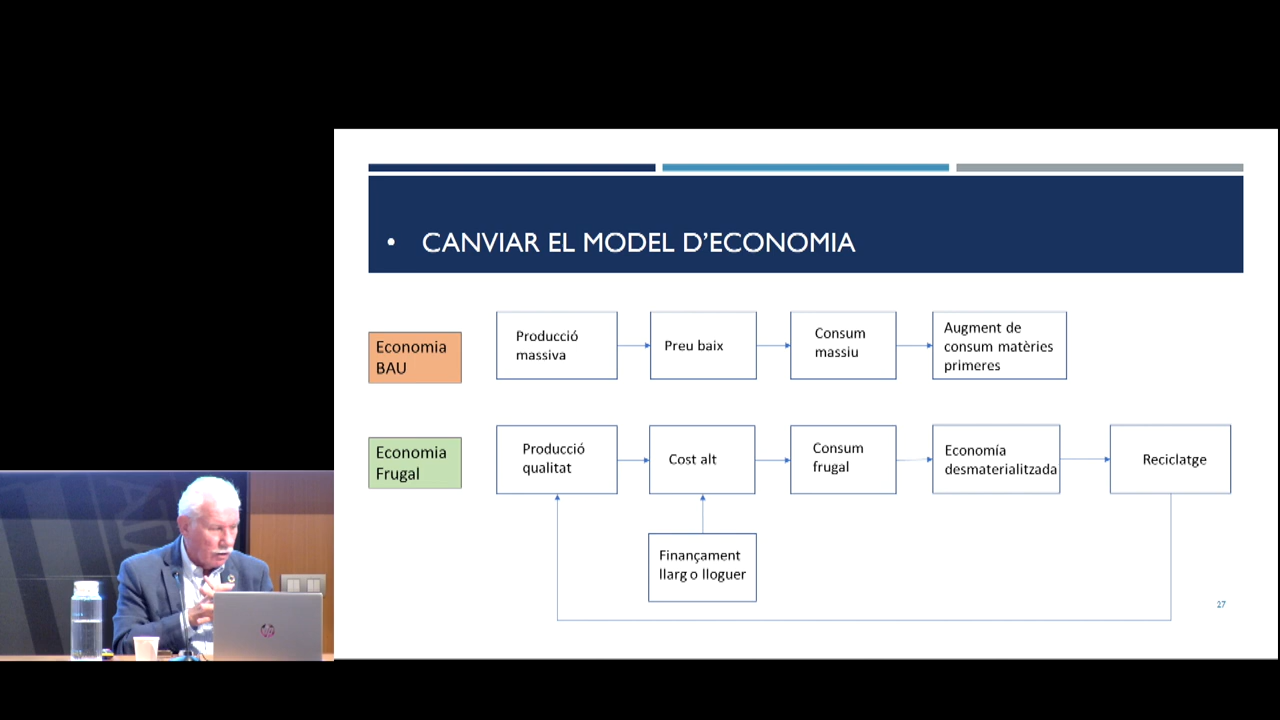 • CANVIAR EL MODEL D'ECONOMIA
Economia
BAU
Producció
massiva
Preu baix
Consum
massiu
Augment de
consum matèries
primeres
Economia
Frugal
Producció
qualitat
Cost alt
Consum
frugal
Economía
desmaterialitzada
Reciclatge
Finançament
llarg o lloguer
27
hp